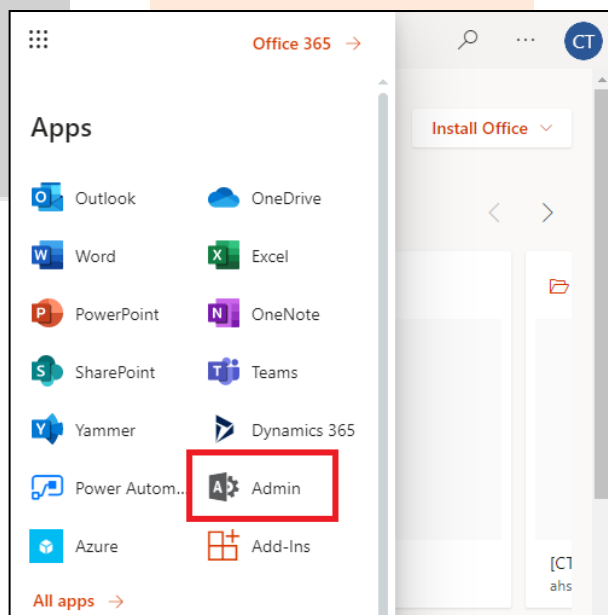 Office 365 →
CT
Apps
Install Office
Outlook
OneDrive
Word
Excel
PowerPoint
OneNote
SharePoint
Teams
Yammer
Dynamics 365
Power Autom...
Admin
Azure
Add-Ins
All apps →
[CT
ahs